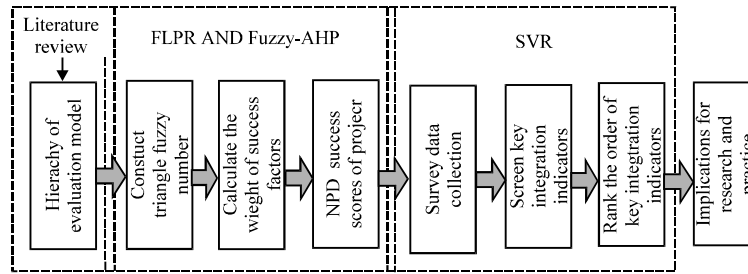 Literature
review
FLPR AND Fuzzy-AHP
SVR
Hierachy of
evaluation model
Constuct
triangle fuzzy
number
Calculate the
wieght of success
factors
NPD success
scores of projecr
Survey data
collection
Screen key
integration
indicators
Rank the order of
key integtration
indicators
Implications for
research and